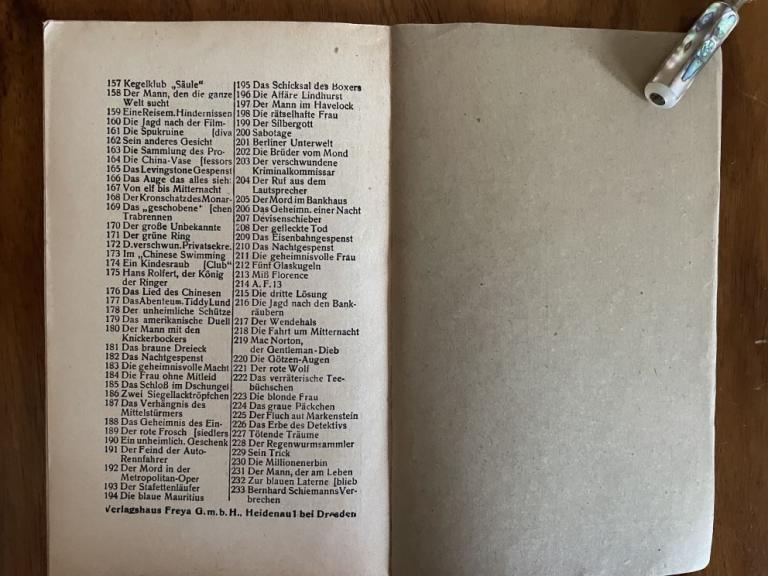 157 Kegelklub „Säule“
158 Der Mann, den die ganze
Welt sucht
159 Eine Reise m. Hindernissen
160 Die Jagd nach der Film-
161 Die Spukruine [diva
162 Sein anderes Gesicht
163 Die Sammlung des Pro-
164 Die China-Vase [fessors
165 Das Levingstone Gespenst
166 Das Auge das alles sieht
167 Von elf bis Mitternacht
168 Der Kronschatz des Monar-
169 Das „geschobene“ [chen
Trabrennen
170 Der große Unbekannte
171 Der grüne Ring
172 D. verschwun. Privatsekre.
173 Im „Chinese Swimming
174 Ein Kindesraub [Club“
175 Hans Rolfert, der König
der Ringer
176 Das Lied des Chinesen
177 Das Abenteu. Tiddy Lund
178 Der unheimliche Schütze
179 Das amerikanische Duell
180 Der Mann mit den
Knickerbockers
181 Das braune Dreieck
182 Das Nachtgespenst
183 Die geheimnisvolle Macht
184 Die Frau ohne Mitleid
185 Das Schloß im Dschungel
186 Zwei Siegellacktröpfchen
187 Das Verhängnis des
Mittelstürmers
188 Das Geheimnis des Ein-
189 Der rote Frosch [siedlers
190 Ein unheimlich. Geschenk
191 Der Feind der Auto-
Rennfahrer
192 Der Mord in der
Metropolitan-Oper
193 Der Stafettenläufer
194 Die blaue Mauritius
195 Das Schicksal des Boxers
196 Die Affäre Lindhurst
197 Der Mann im Havelock
198 Die rätselhafte Frau
199 Der Silbergott
200 Sabotage
201 Berliner Unterwelt
202 Die Brüder vom Mond
203 Der verschwundene
Kriminalkommissar
204 Der Ruf aus dem
Lautsprecher
205 Der Mord im Bankhaus
206 Das Geheimn. einer Nacht
207 Devisenschieber
208 Der gefleckte Tod
209 Das Eisenbahngespenst
210 Das Nachtgespenst
211 Die geheimnisvolle Frau
212 Fünf Glaskugeln
213 Miß Florence
214 A. F. 13
215 Die dritte Lösung
216 Die Jagd nach den Bank-
räubern
217 Der Wendehals
218 Die Fahrt um Mitternacht
219 Mac Norton,
der Gentleman-Dieb
220 Die Götzen-Augen
221 Der rote Wolf
222 Das verräterische Tee-
büchschen
223 Die blonde Frau
224 Das graue Päckchen
225 Der Fluch auf Markenstein
226 Das Erbe des Detektivs
227 Tötende Träume
228 Der Regenwurmsammler
229 Sein Trick
230 Die Millionenerbin
231 Der Mann, der am Leben
232 Zur blauen Laterne [blieb
233 Bernhard Schiemanns Ver-
brechen
Verlagshaus Freya G.m.b.H., Heidenau 1 bei Dresden